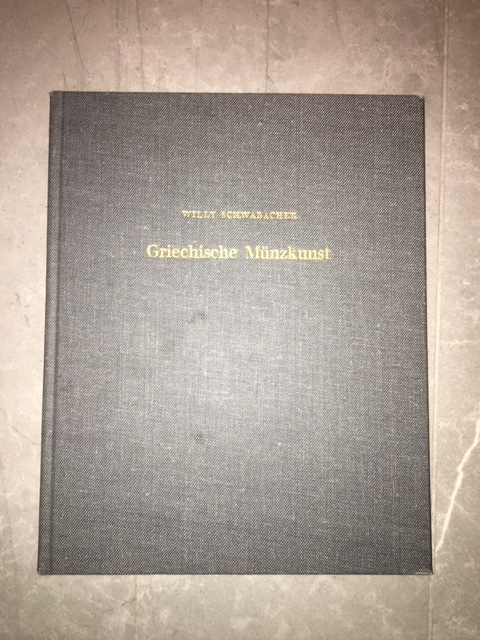 WILLY SCHWABACHER
Griechische Münzkunst